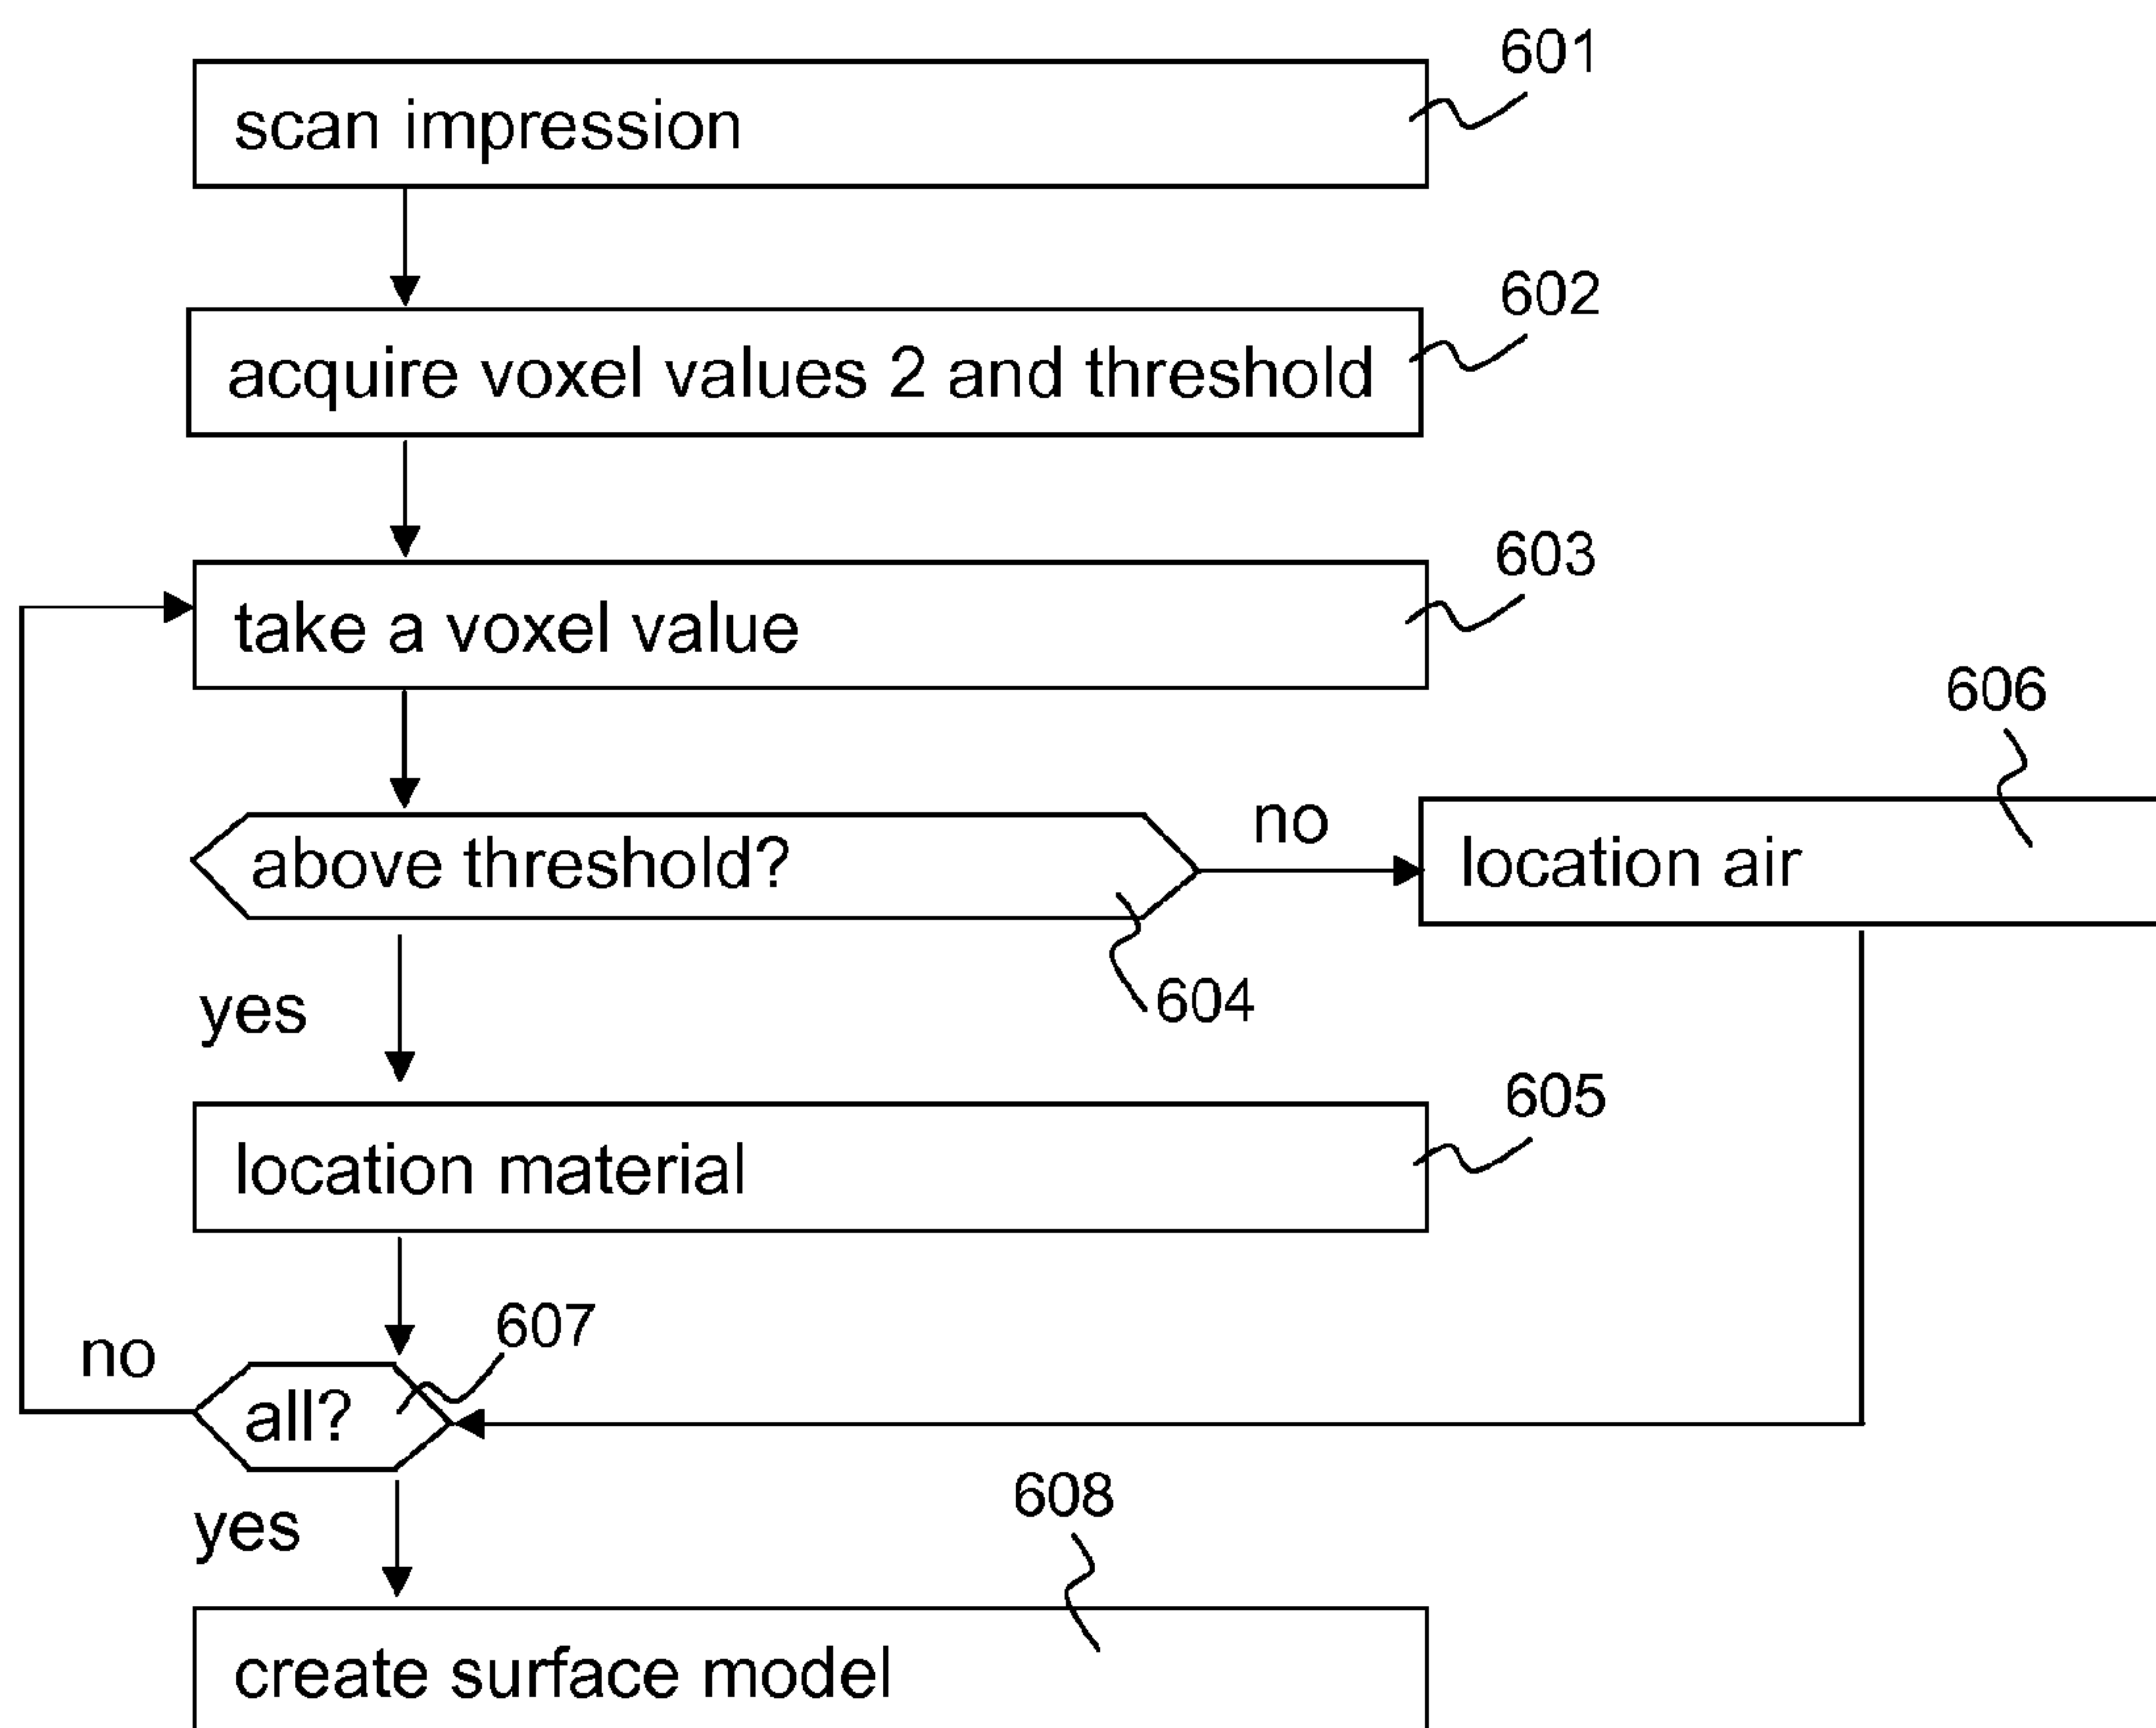 601
scan impression
602
acquire voxel values 2 and threshold
603
take a voxel value
606
no
above threshold?
location air
604
yes
605
location material
607
no
all?
608
yes
create surface model